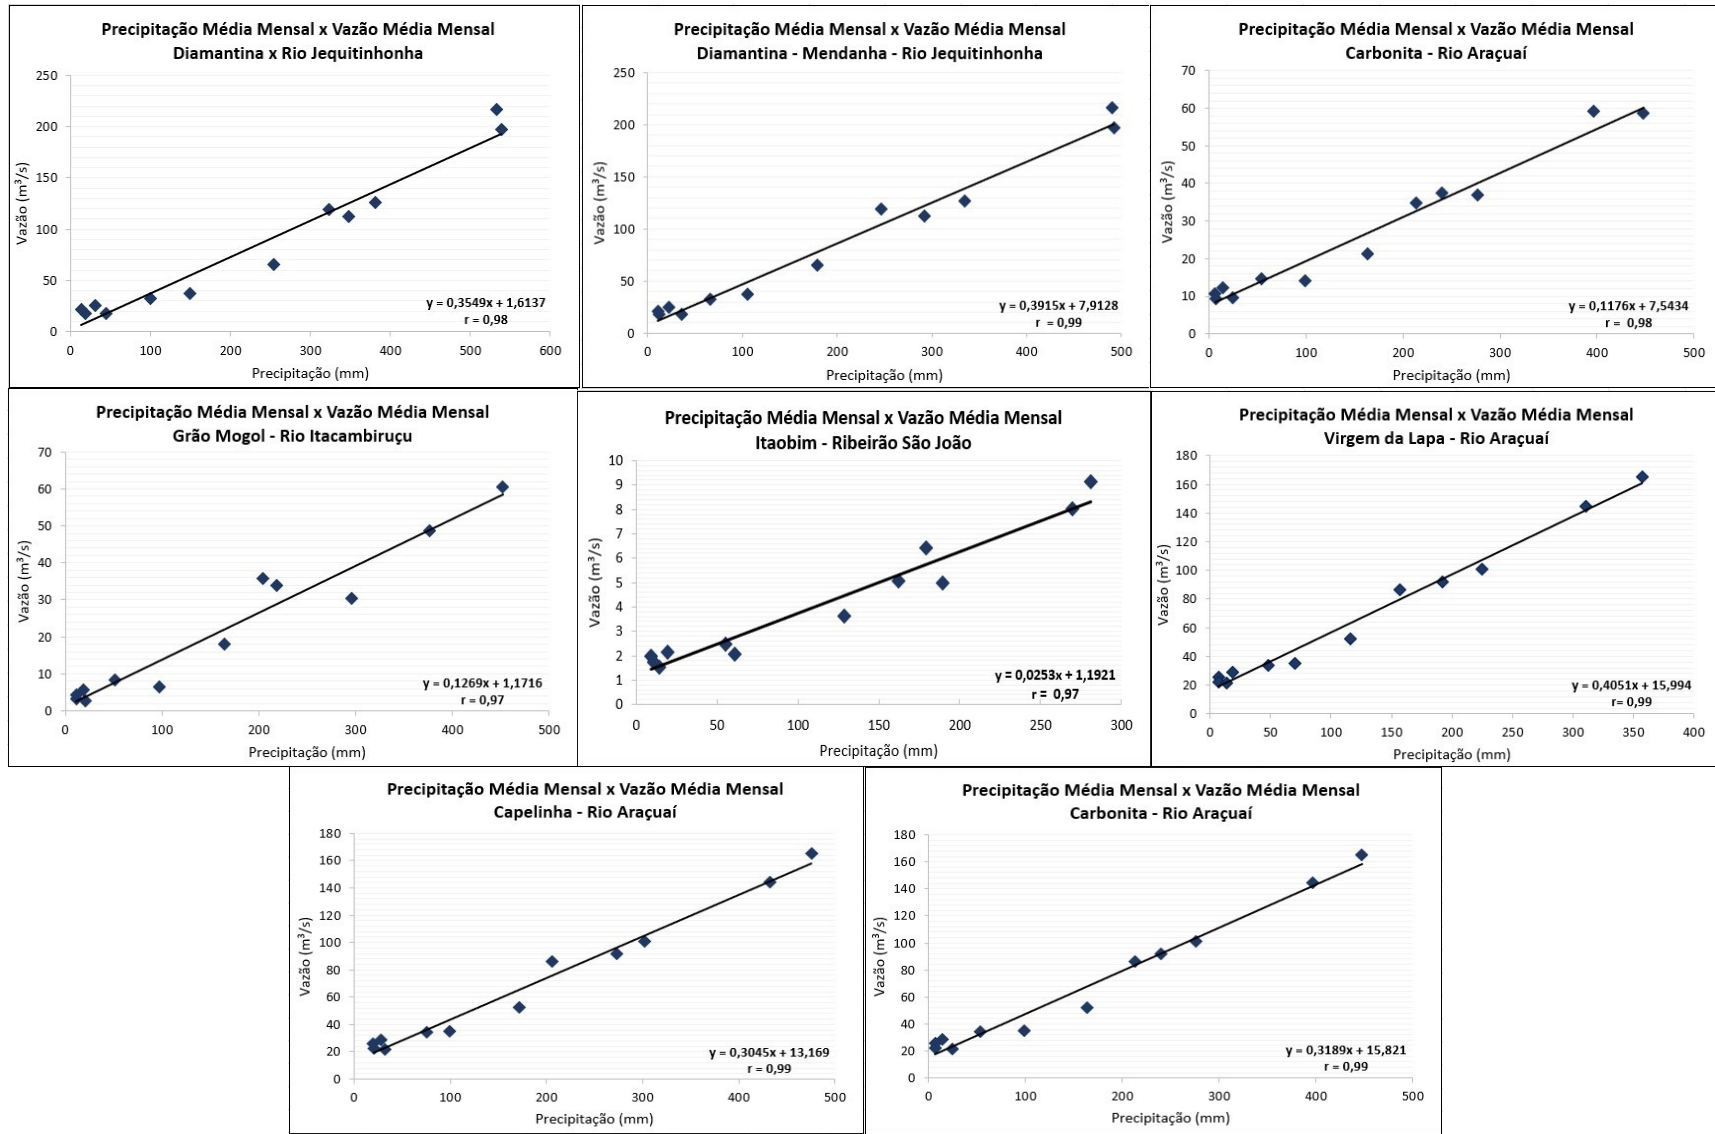 Precipitação Média Mensal x Vazão Média Mensal
Diamantina x Rio Jequitinhonha
250
200
150
100
50
0
Vazão (m³/s)
y = 0,3549x + 1,6137
r = 0,98
0 100 200 300 400 500 600
Precipitação (mm)
Precipitação Média Mensal x Vazão Média Mensal
Diamantina - Mendanha - Rio Jequitinhonha
250
200
150
100
50
0
Vazão (m³/s)
y = 0,3915x + 7,9128
r = 0,99
0 100 200 300 400 500
Precipitação (mm)
Precipitação Média Mensal x Vazão Média Mensal
Carbonita - Rio Araçuaí
70
60
50
40
30
20
10
0
Vazão (m³/s)
y = 0,1176x + 7,5434
r = 0,98
0 100 200 300 400 500
Precipitação (mm)
Precipitação Média Mensal x Vazão Média Mensal
Grão Mogol - Rio Itacambiruçu
70
60
50
40
30
20
10
0
Vazão (m³/s)
y = 0,1269x + 1,1716
r = 0,97
0 100 200 300 400 500
Precipitação (mm)
Precipitação Média Mensal x Vazão Média Mensal
Itaobim - Ribeirão São João
10
9
8
7
6
5
4
3
2
1
0
Vazão (m³/s)
y = 0,0253x + 1,1921
r = 0,97
0 50 100 150 200 250 300
Precipitação (mm)
Precipitação Média Mensal x Vazão Média Mensal
Virgem da Lapa - Rio Araçuaí
180
160
140
120
100
80
60
40
20
0
Vazão (m³/s)
y = 0,4051x + 15,994
r= 0,99
0 50 100 150 200 250 300 350 400
Precipitação (mm)
Precipitação Média Mensal x Vazão Média Mensal
Capelinha - Rio Araçuaí
180
160
140
120
100
80
60
40
20
0
Vazão (m³/s)
y = 0,3045x + 13,169
r = 0,99
0 100 200 300 400 500
Precipitação (mm)
Precipitação Média Mensal x Vazão Média Mensal
Carbonita - Rio Araçuaí
180
160
140
120
100
80
60
40
20
0
Vazão (m³/s)
y = 0,3189x + 15,821
r = 0,99
0 100 200 300 400 500
Precipitação (mm)